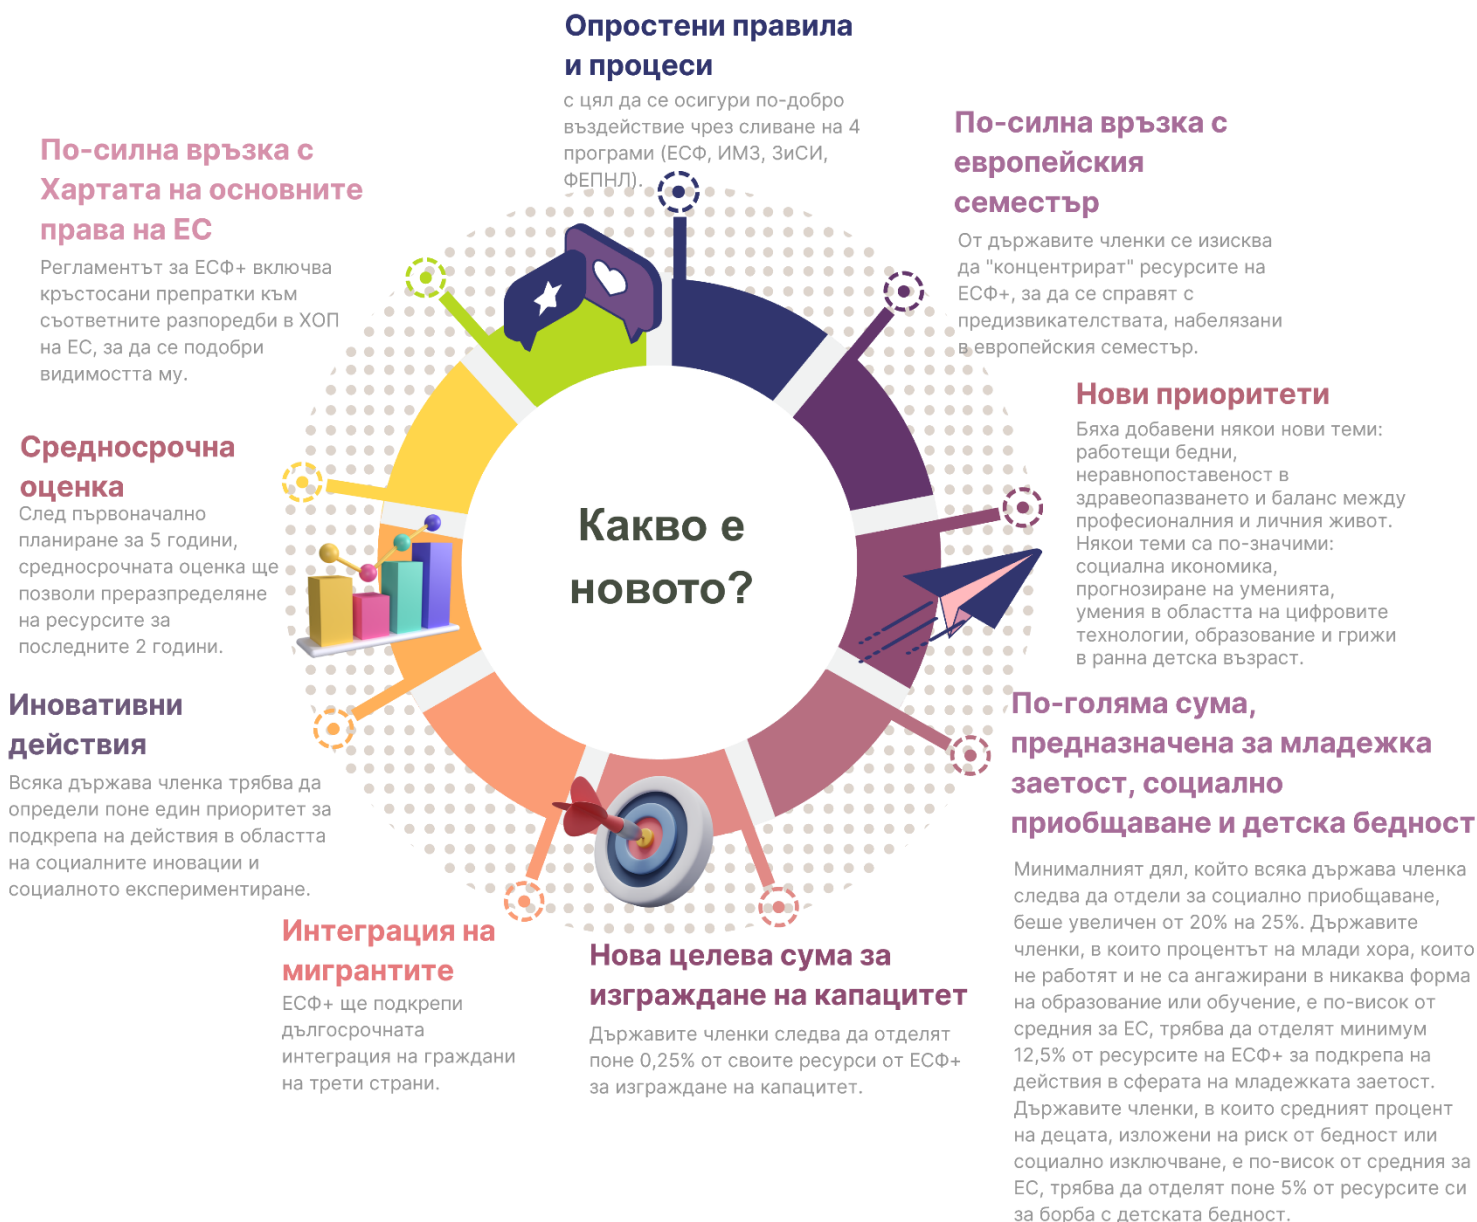 Опростени правила
и процеси
с цял да се осигури по-добро
въздействие чрез сливане на 4
програми (ЕСФ, ИМЗ, ЗиСИ,
ФЕПНЛ).
По-силна връзка с
европейския
семестър
От държавите членки се изисква
да "концентрират" ресурсите на
ЕСФ+, за да се справят с
предизвикателствата, набелязани
в европейския семестър.
Нови приоритети
Бяха добавени някои нови теми:
работещи бедни,
неравнопоставеност в
здравеопазването и баланс между
професионалния и личния живот.
Някои теми са по-значими:
социална икономика,
прогнозиране на уменията,
умения в областта на цифровите
технологии, образование и грижи
в ранна детска възраст.
По-голяма сума,
предназначена за младежка
заетост, социално
приобщаване и детска бедност
Минималният дял, който всяка държава членка
следва да отдели за социално приобщаване,
беше увеличен от 20% на 25%. Държавите
членки, в които процентът на млади хора, които
не работят и не са ангажирани в никаква форма
на образование или обучение, е по-висок от
средния за ЕС, трябва да отделят минимум
12,5% от ресурсите на ЕСФ+ за подкрепа на
действия в сферата на младежката заетост.
Държавите членки, в които средният процент
на децата, изложени на риск от бедност или
социално изключване, е по-висок от средния за
ЕС, трябва да отделят поне 5% от ресурсите си
за борба с детската бедност.
Нова целева сума за
изграждане на капацитет
Държавите членки следва да отделят
поне 0,25% от своите ресурси от ЕСФ+
за изграждане на капацитет.
Интеграция на
мигрантите
ЕСФ+ ще подкрепи
дългосрочната
интеграция на граждани
на трети страни.
Иновативни
действия
Всяка държава членка трябва да
определи поне един приоритет за
подкрепа на действия в областта
на социалните иновации и
социалното експериментиране.
Средносрочна
оценка
След първоначално
планиране за 5 години,
средносрочната оценка ще
позволи преразпределяне
на ресурсите за
последните 2 години.
По-силна връзка с
Хартата на основните
права на ЕС
Регламентът за ЕСФ+ включва
кръстосани препратки към
съответните разпоредби в ХОП
на ЕС, за да се подобри
видимостта му.
Какво е
новото?